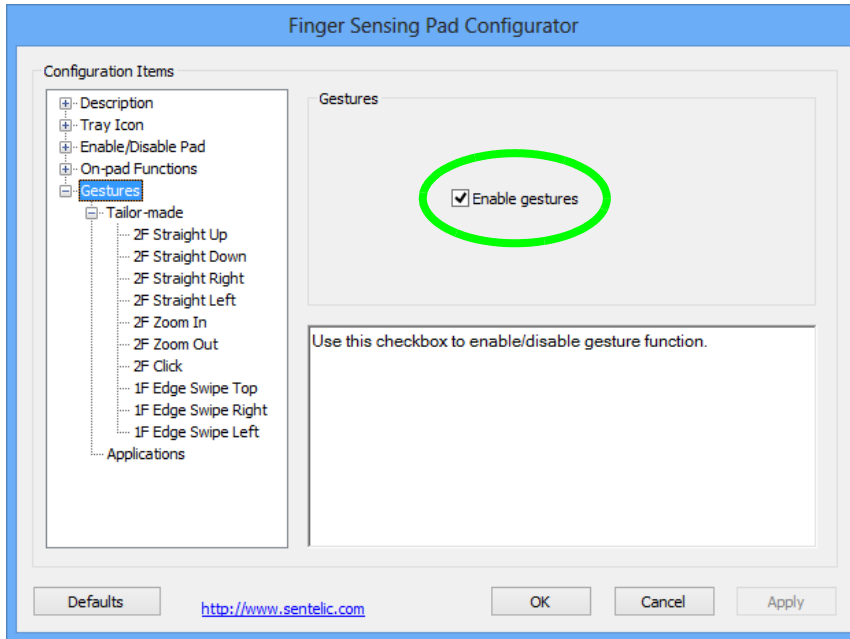 Finger Sensing Pad Configurator
Configuration Items
Description
Tray Icon
Enable/Disable Pad
On-pad Functions
Gestures
Tailor-made
2F Straight Up
2F Straight Down
2F Straight Right
2F Straight Left
2F Zoom In
2F Zoom Out
2F Click
1F Edge Swipe Top
1F Edge Swipe Right
1F Edge Swipe Left
Applications
Gestures
Enable gestures
Use this checkbox to enable/disable gesture function.
Defaults
http://www.sentelic.com
OK
Cancel
Apply